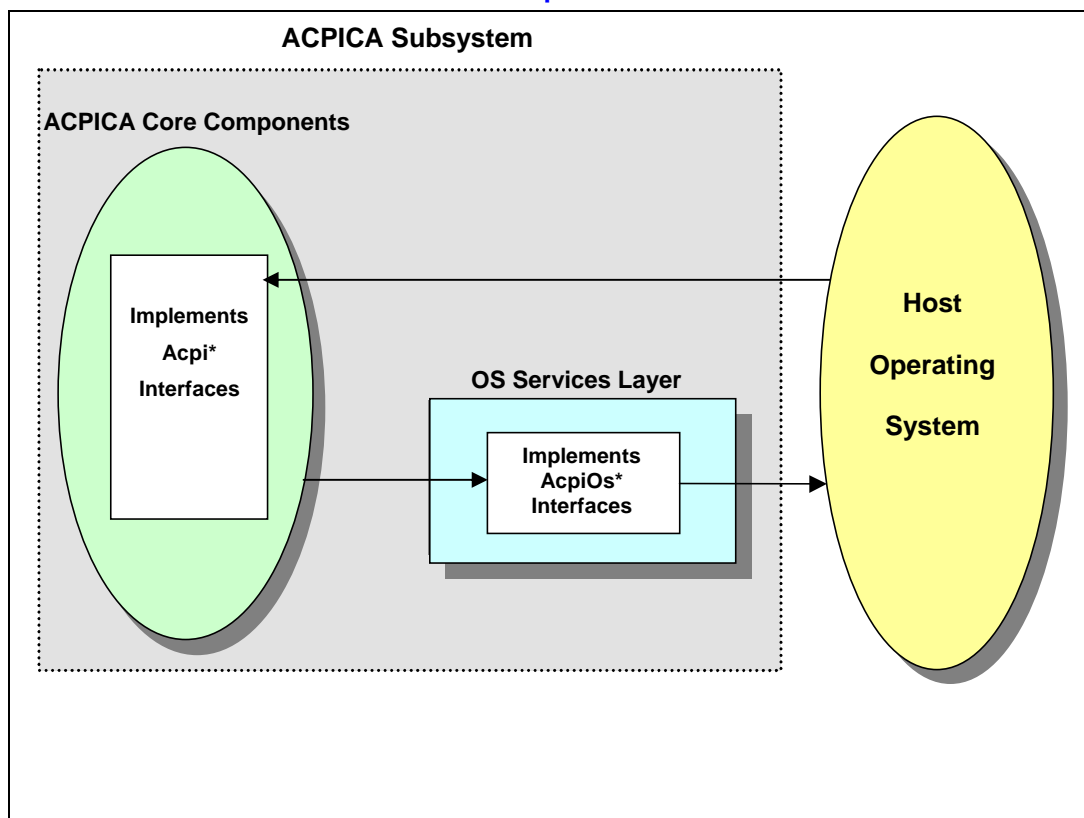 ACPICA Subsystem
ACPICA Core Components
Implements
Acpi*
Interfaces
OS Services Layer
Implements
AcpiOs*
Interfaces
Host
Operating
System